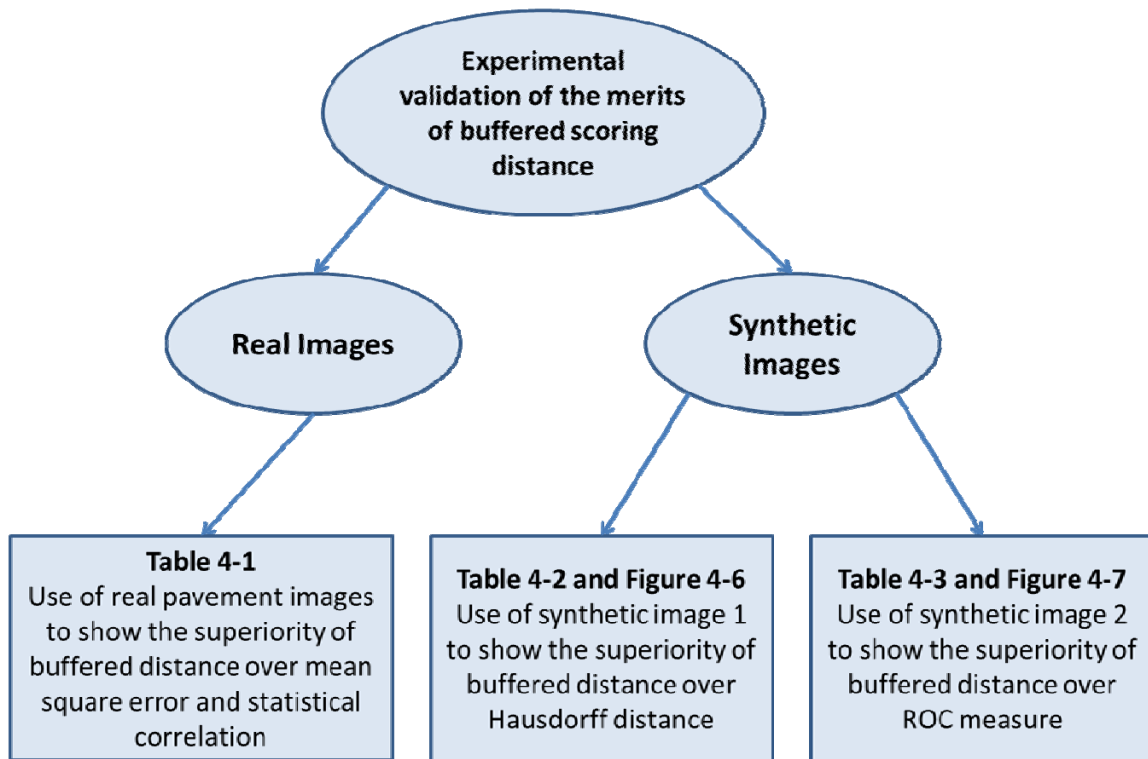 Experimental
validation of the merits
of buffered scoring
distance
Real Images
Synthetic
Images
Table 4-1
Use of real pavement images
to show the superiority of
buffered distance over mean
square error and statistical
correlation
Table 4-2 and Figure 4-6
Use of synthetic image 1
to show the superiority of
buffered distance over
Hausdorff distance
Table 4-3 and Figure 4-7
Use of synthetic image 2
to show the superiority of
buffered distance over
ROC measure